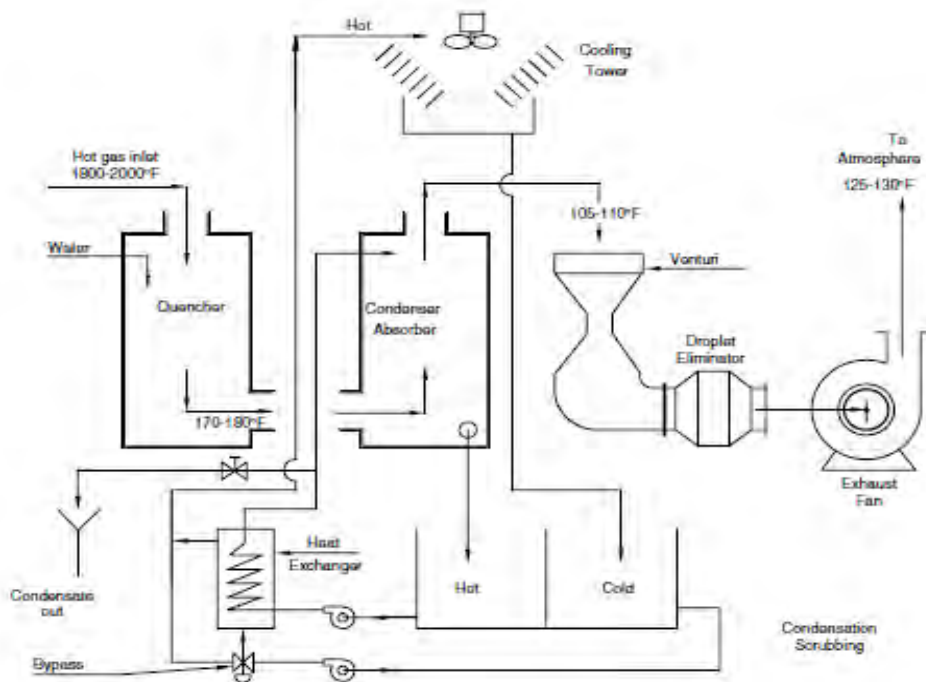 Hot
Cooling
Tower
Hot gas inlet
1800-2000°F
To
Atmosphere
125-130°F
105-110°F
Water
Venturi
Quencher
Condenser
Absorber
Droplet
Eliminator
170-180°F
Exhaust
Fan
Heat
Exchanger
Hot
Cold
Condensate
out
Condensation
Scrubbing
Bypass